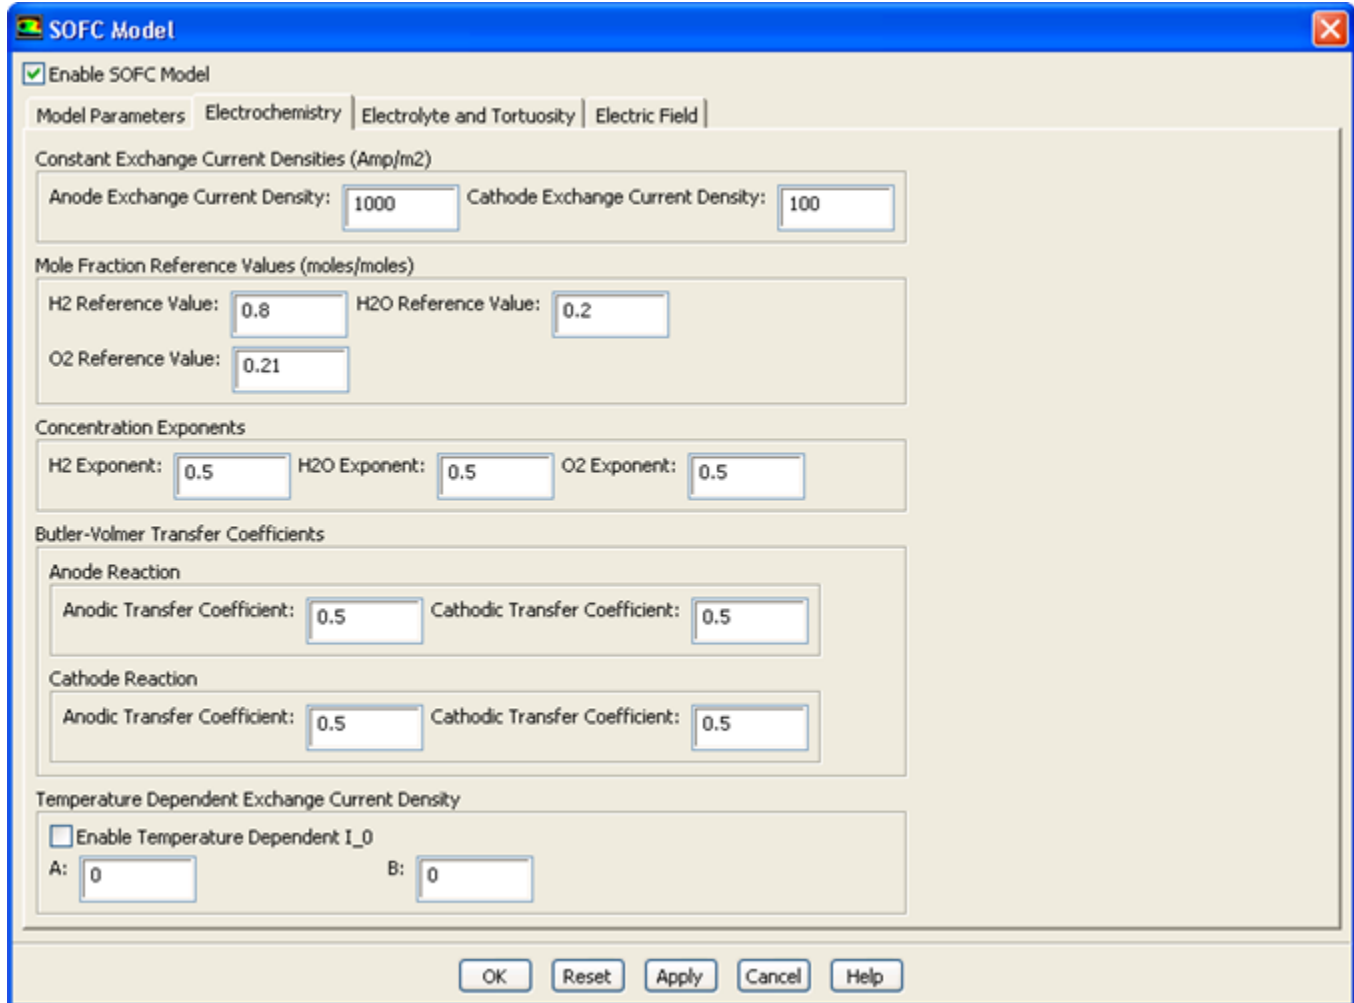 SOFC Model
Enable SOFC Model
Model Parameters Electrochemistry Electrolyte and Tortuosity Electric Field
Constant Exchange Current Densities (Amp/m2)
Anode Exchange Current Density: 1000 Cathode Exchange Current Density: 100
Mole Fraction Reference Values (moles/moles)
H2 Reference Value: 0.8 H2O Reference Value: 0.2
O2 Reference Value: 0.21
Concentration Exponents
H2 Exponent: 0.5 H2O Exponent: 0.5 O2 Exponent: 0.5
Butler-Volmer Transfer Coefficients
Anode Reaction
Anodic Transfer Coefficient: 0.5 Cathodic Transfer Coefficient: 0.5
Cathode Reaction
Anodic Transfer Coefficient: 0.5 Cathodic Transfer Coefficient: 0.5
Temperature Dependent Exchange Current Density
Enable Temperature Dependent I_0
A: 0 B: 0
OK Reset Apply Cancel Help